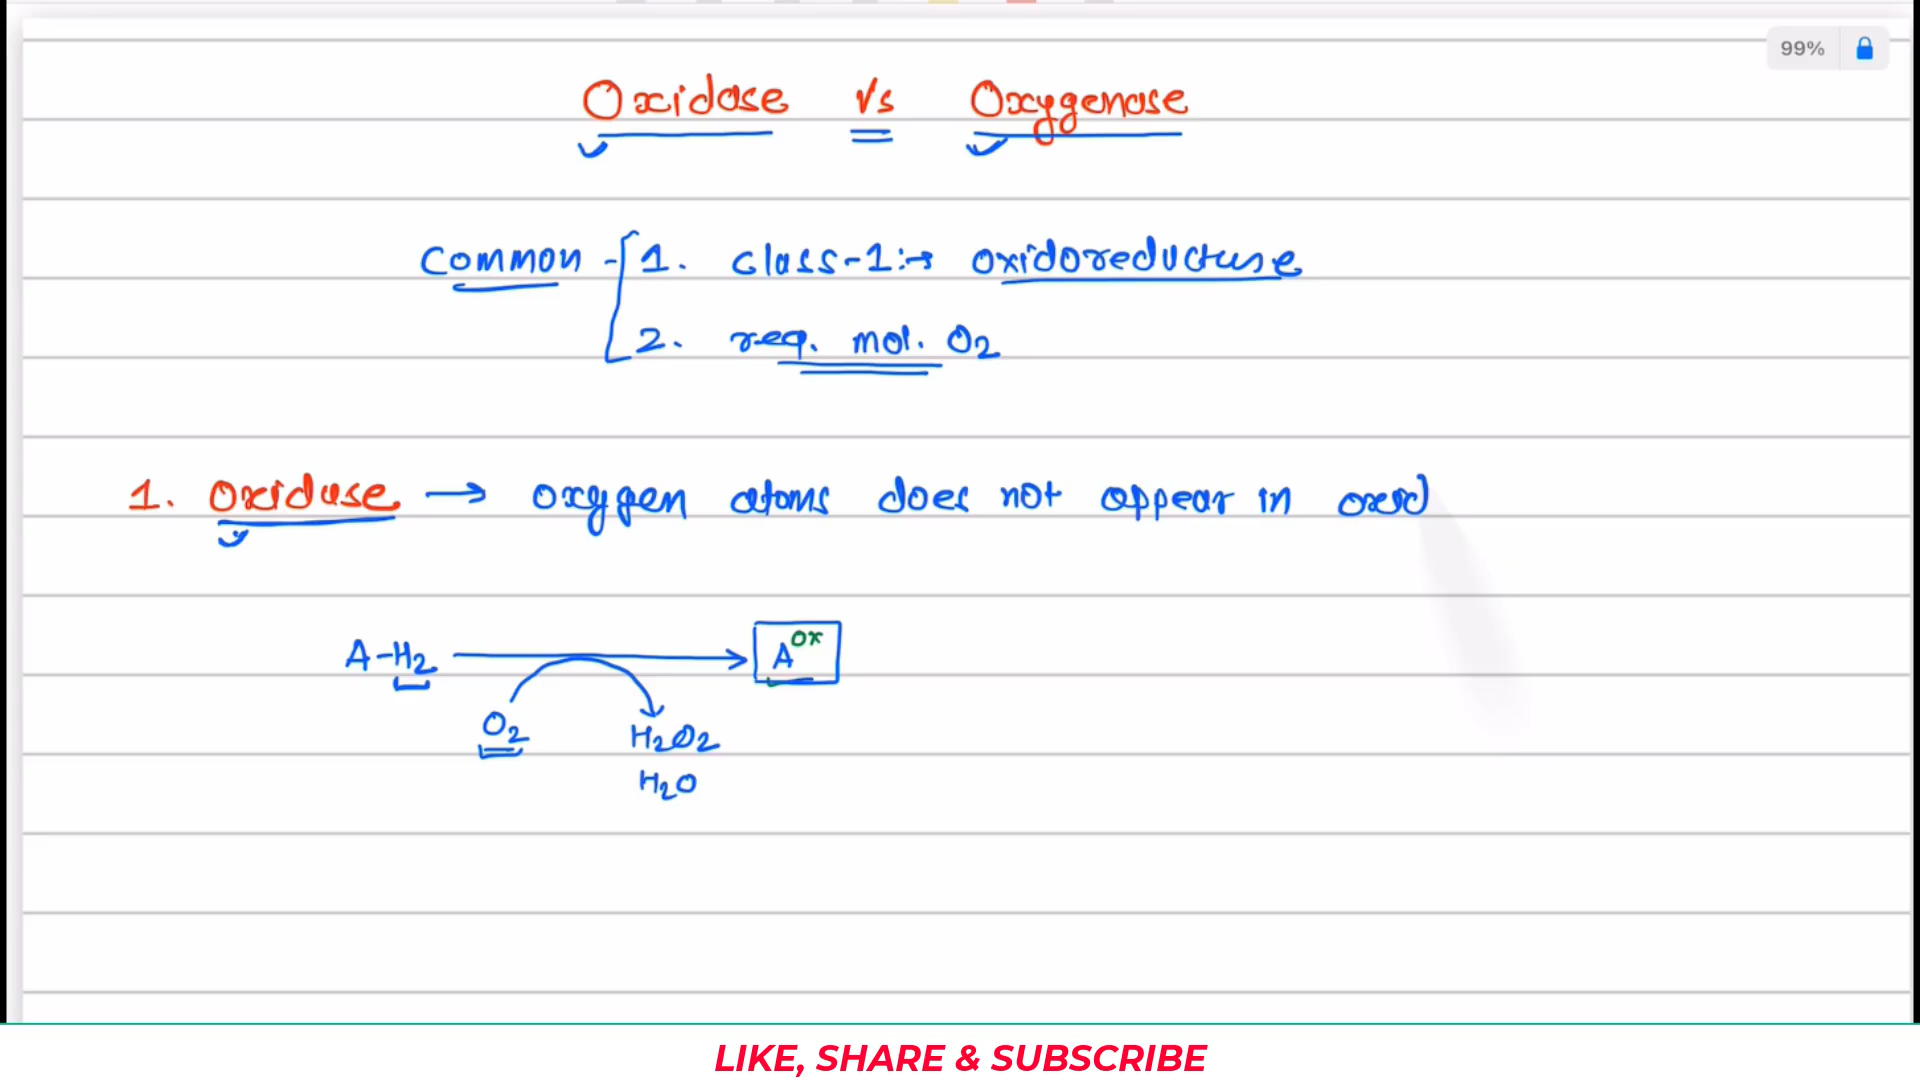 99%
Oxidase Vs Oxygenase
Common - 1. class-1:→ oxidoreductase
2. req. mol. O2
1. Oxidase → oxygen atoms does not appear in oxid
A-H2 → A^ox
O2 H2O2
H2O
LIKE, SHARE & SUBSCRIBE